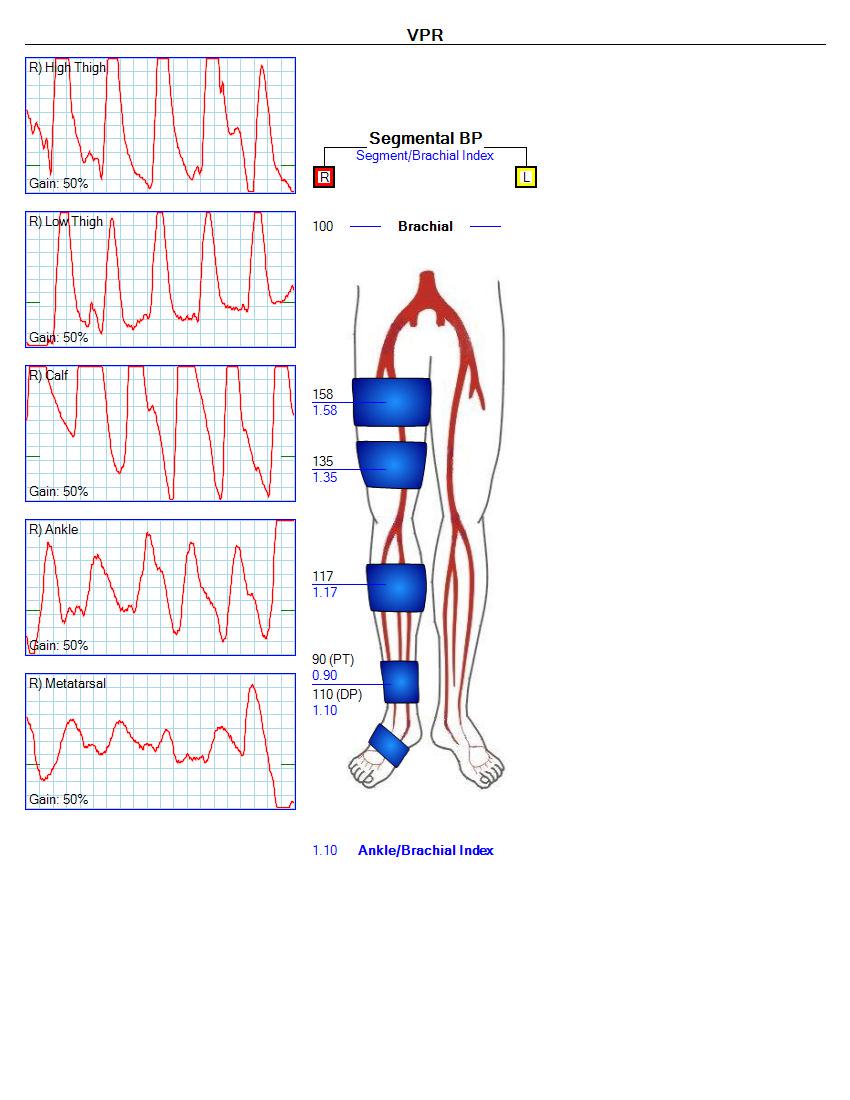 VPR
R) High Thigh
Gain: 50%
R) Low Thigh
Gain: 50%
R) Calf
Gain: 50%
R) Ankle
Gain: 50%
R) Metatarsal
Gain: 50%
Segmental BP
Segment/Brachial Index
R
L
100
Brachial
158
1.58
135
1.35
117
1.17
90 (PT)
0.90
110 (DP)
1.10
1.10 Ankle/Brachial Index